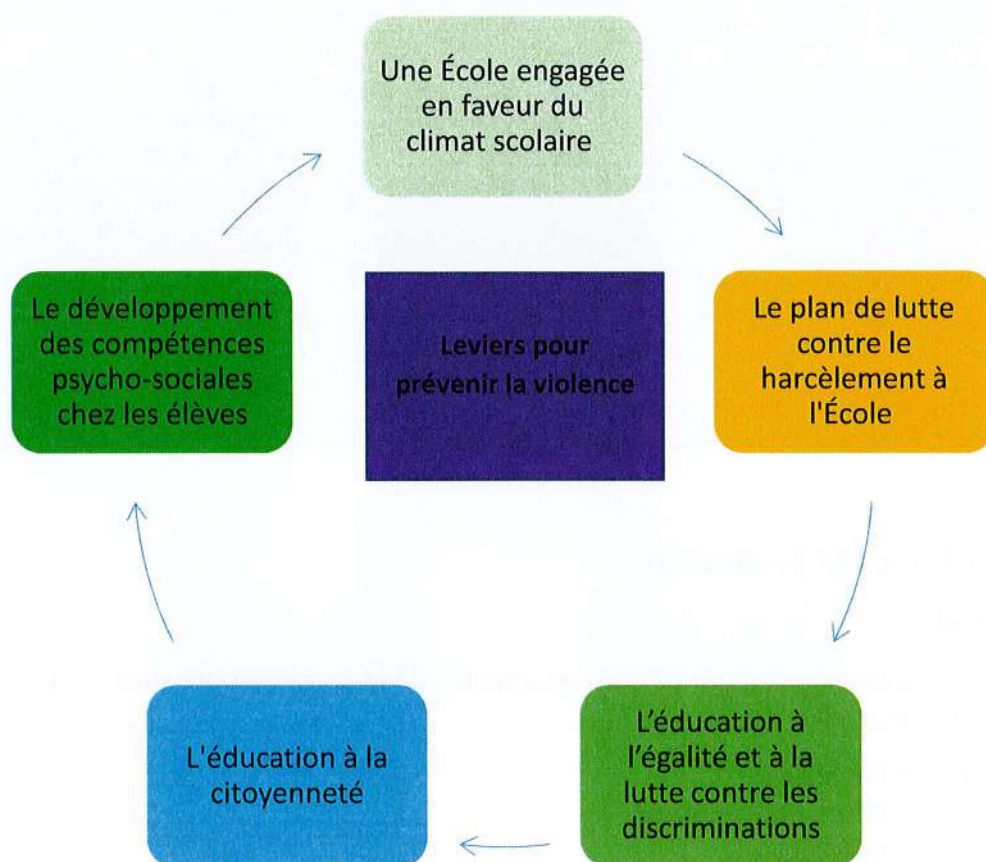 Une École engagée
en faveur du
climat scolaire
Le développement
des compétences
psycho-sociales
chez les élèves
Leviers pour
prévenir la violence
Le plan de lutte
contre le
harcèlement à
l'École
L'éducation à la
citoyenneté
L’éducation à
l’égalité et à la
lutte contre les
discriminations